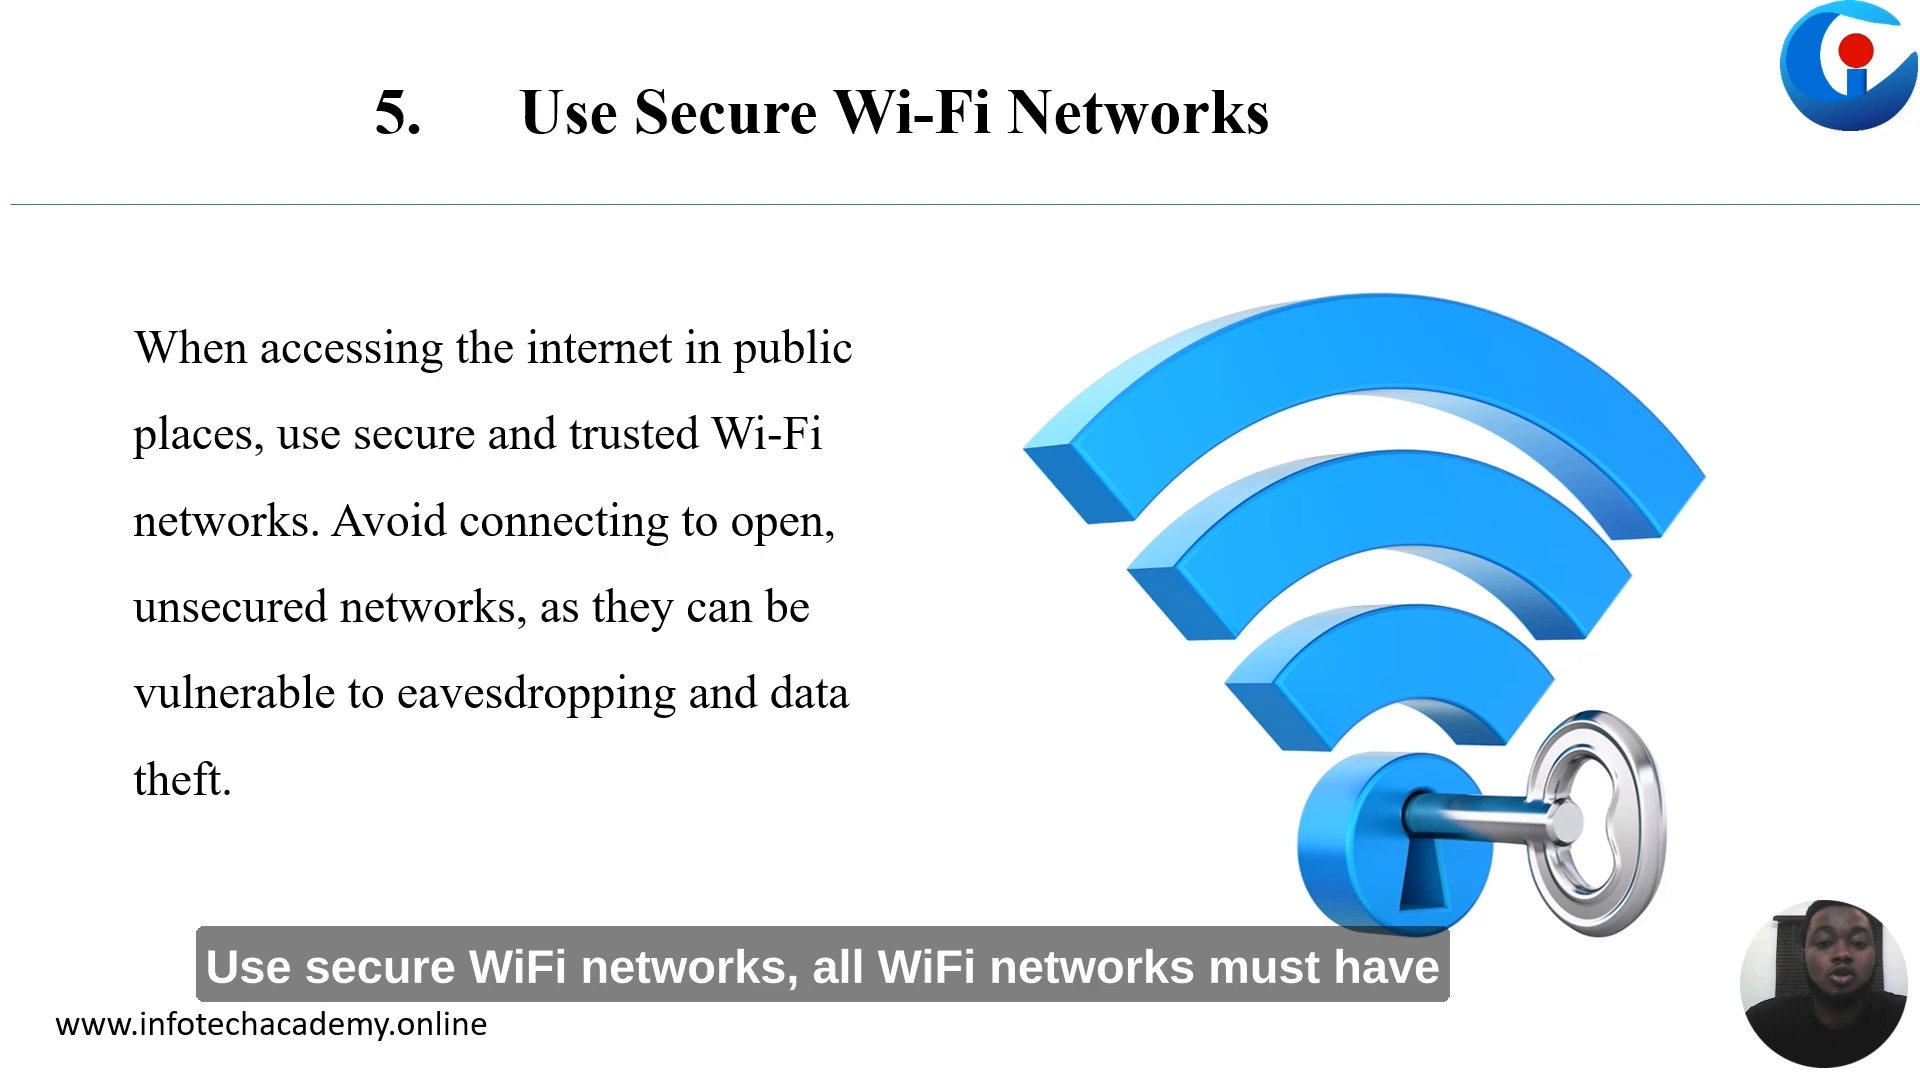 5. Use Secure Wi-Fi Networks
When accessing the internet in public
places, use secure and trusted Wi-Fi
networks. Avoid connecting to open,
unsecured networks, as they can be
vulnerable to eavesdropping and data
theft.
Use secure WiFi networks, all WiFi networks must have
www.infotechacademy.online